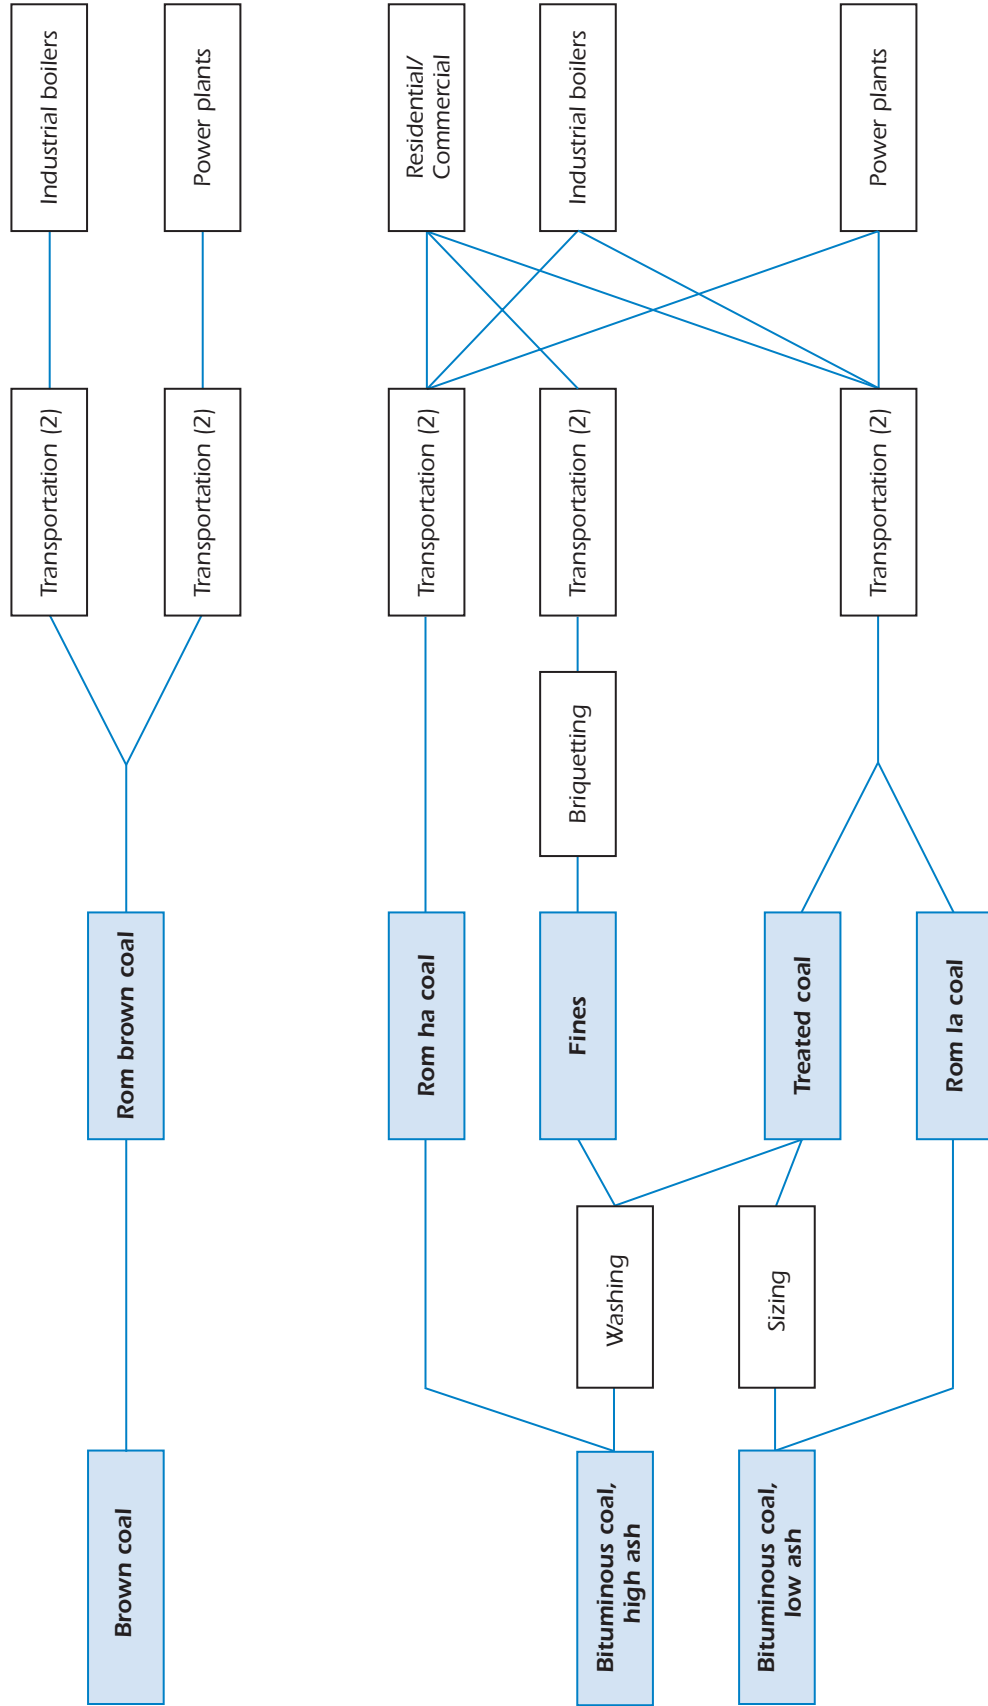 Brown coal
Rom brown coal
Transportation (2)
Industrial boilers
Transportation (2)
Power plants
Bituminous coal,
high ash
Rom ha coal
Transportation (2)
Residential/
Commercial
Washing
Fines
Briquetting
Transportation (2)
Industrial boilers
Bituminous coal,
low ash
Sizing
Treated coal
Rom la coal
Transportation (2)
Power plants